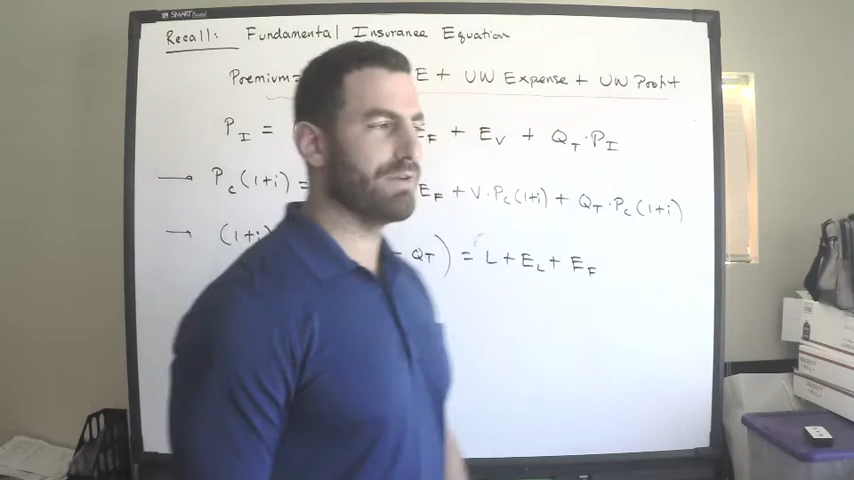 SMART Board
Recall: Fundamental Insurance Equation
Premium= E + UW Expense + UW Profit
P_I = E_F + E_V + Q_T · P_I
→ P_C (1+i) = E_F + V · P_C (1+i) + Q_T · P_C (1+i)
→ (1+i) - Q_T ) = L + E_L + E_F